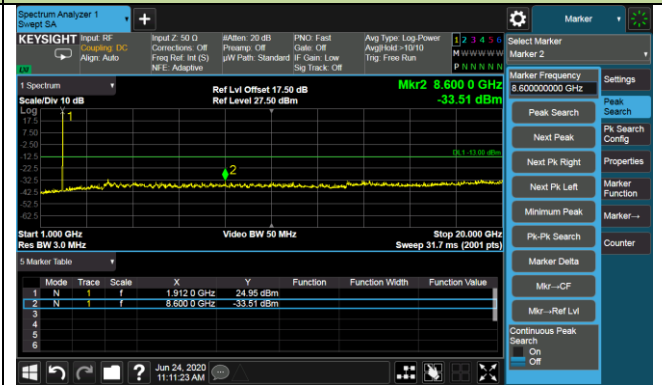 Spectrum Analyzer 1
Swept SA
Marker
KEYSIGHT
Input: RF
Coupling: DC
Align: Auto
Input Z: 50 Ω
Corrections: Off
Freq Ref: Int (S)
NFE: Adaptive
#Atten: 20 dB
Preamp: Off
µW Path: Standard
PNO: Fast
Gate: Off
IF Gain: Low
Sig Track: Off
Avg Type: Log-Power
Avg|Hold:>10/10
Trig: Free Run
1 2 3 4 5 6
M W W W W W
P N N N N N
Select Marker
Marker 2
1 Spectrum
Scale/Div 10 dB
Log
Ref Lvl Offset 17.50 dB
Ref Level 27.50 dBm
Mkr2 8.600 0 GHz
-33.51 dBm
1
17.5
7.50
-2.50
-12.5
DL1 -13.00 dBm
-22.5
2
-32.5
-42.5
-52.5
-62.5
Start 1.000 GHz
Res BW 3.0 MHz
Video BW 50 MHz
Stop 20.000 GHz
Sweep 31.7 ms (2001 pts)
5 Marker Table
Mode Trace Scale X Y Function Function Width Function Value
1 N 1 f 1.912 0 GHz 24.95 dBm
2 N 1 f 8.600 0 GHz -33.51 dBm
3
4
5
6
Marker Frequency
8.600000000 GHz
Peak Search
Next Peak
Next Pk Right
Next Pk Left
Minimum Peak
Pk-Pk Search
Marker Delta
Mkr→CF
Mkr→Ref Lvl
Continuous Peak
Search
On
Off
Settings
Peak
Search
Pk Search
Config
Properties
Marker
Function
Marker→
Counter
Jun 24, 2020
11:11:23 AM